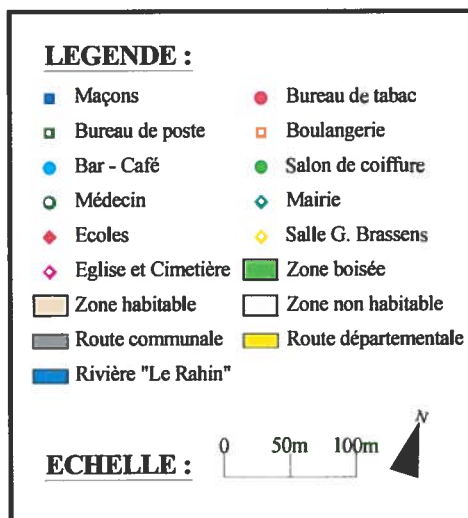 LEGENDE :
Maçons Bureau de tabac
Bureau de poste Boulangerie
Bar - Café Salon de coiffure
Médecin Mairie
Ecoles Salle G. Brassens
Eglise et Cimetière Zone boisée
Zone habitable Zone non habitable
Route communale Route départementale
Rivière "Le Rahin"
N
0 50m 100m
ECHELLE :